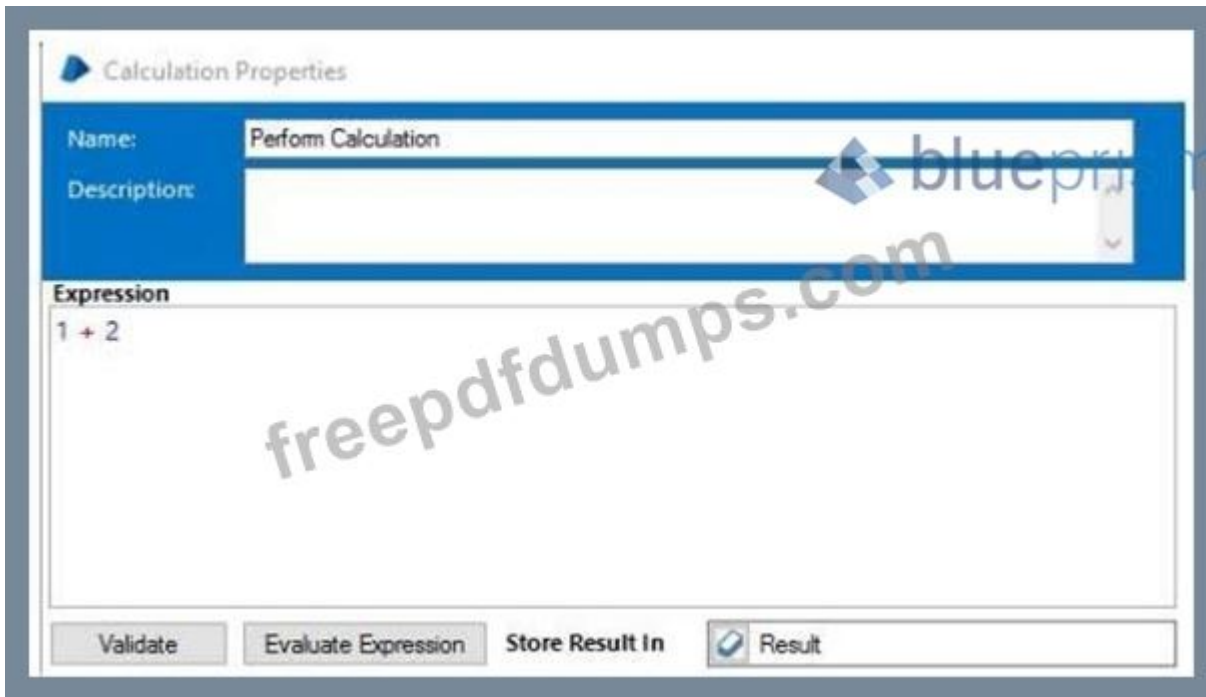 Calculation Properties
Name: Perform Calculation
Description:
blueprism
Expression
1 + 2
freepdfdumps.com
Validate Evaluate Expression Store Result In Result